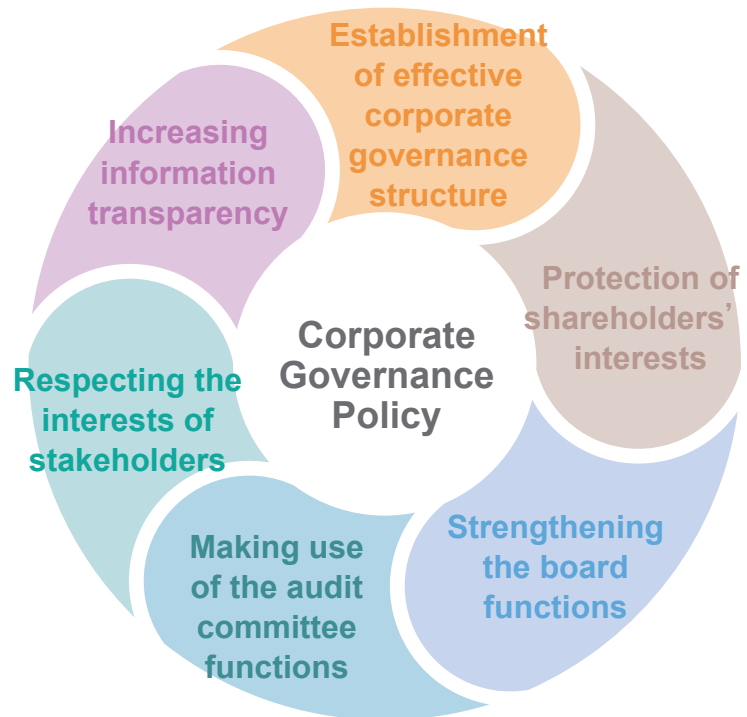 Establishment
of effective
corporate
governance
structure
Protection of
shareholders’
interests
Strengthening
the board
functions
Making use
of the audit
committee
functions
Respecting the
interests of
stakeholders
Increasing
information
transparency
Corporate
Governance
Policy